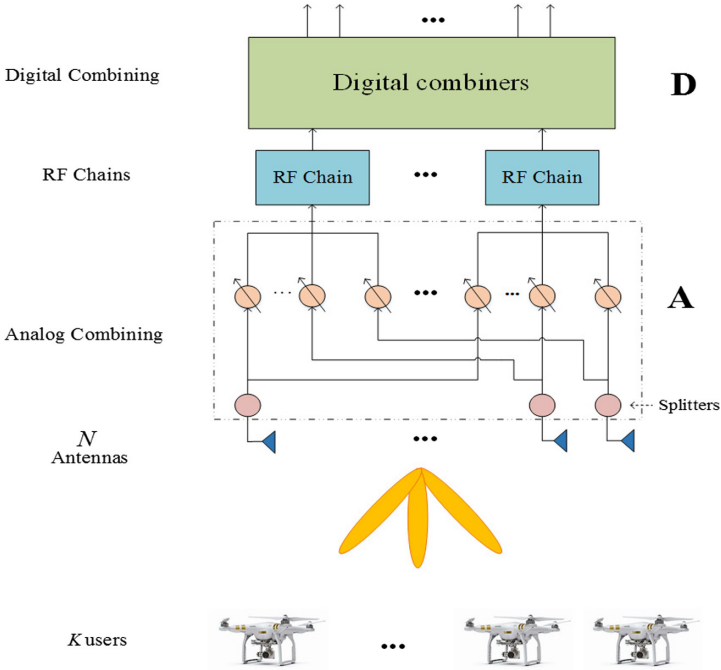 Digital Combining
Digital combiners
D
RF Chains
RF Chain
RF Chain
A
Analog Combining
Splitters
N
Antennas
K users